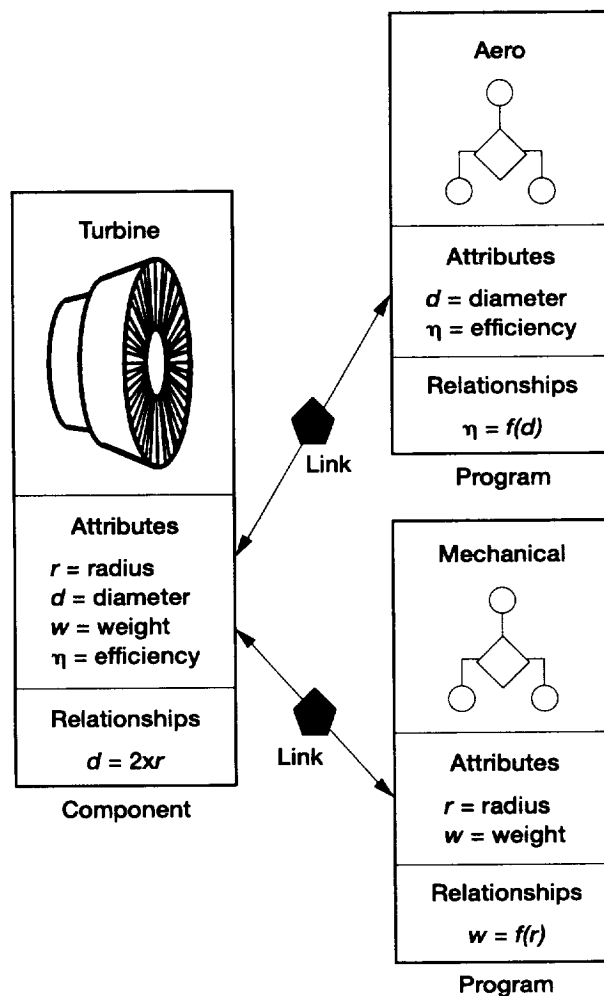 Turbine
Attributes
r = radius
d = diameter
w = weight
η = efficiency
Relationships
d = 2xr
Component
Link
Link
Aero
Attributes
d = diameter
η = efficiency
Relationships
η = f(d)
Program
Mechanical
Attributes
r = radius
w = weight
Relationships
w = f(r)
Program